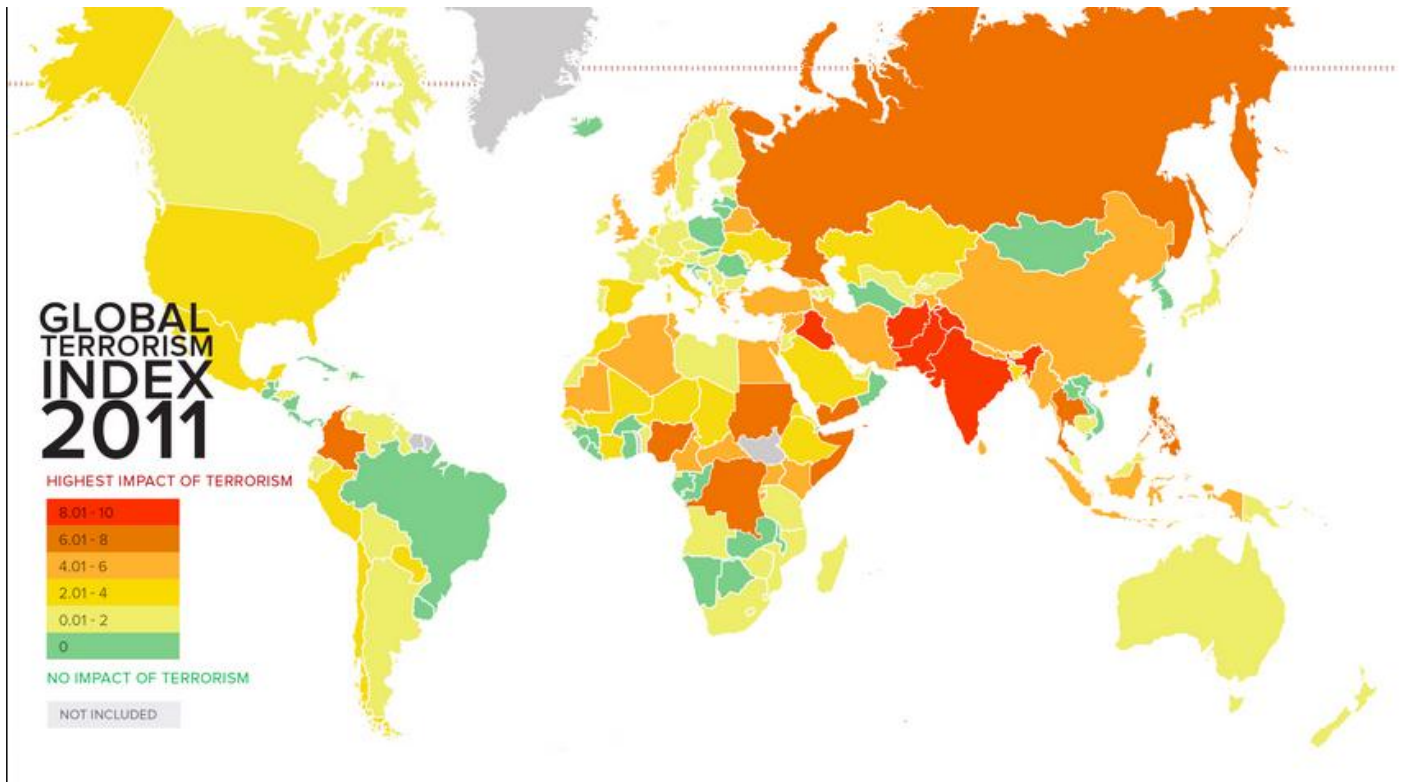 GLOBAL
TERRORISM
INDEX
2011
HIGHEST IMPACT OF TERRORISM
8.01 - 10
6.01 - 8
4.01 - 6
2.01 - 4
0.01 - 2
0
NO IMPACT OF TERRORISM
NOT INCLUDED